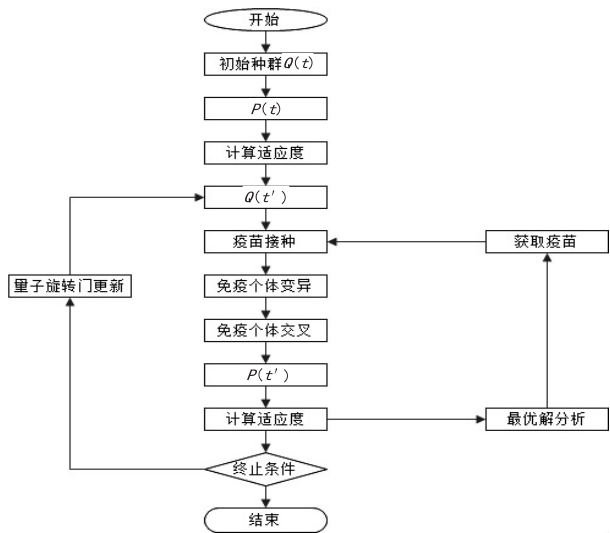 开始
初始种群Q(t)
P(t)
计算适应度
Q(t′)
疫苗接种
获取疫苗
量子旋转门更新
免疫个体变异
免疫个体交叉
P(t′)
计算适应度
最优解分析
终止条件
结束